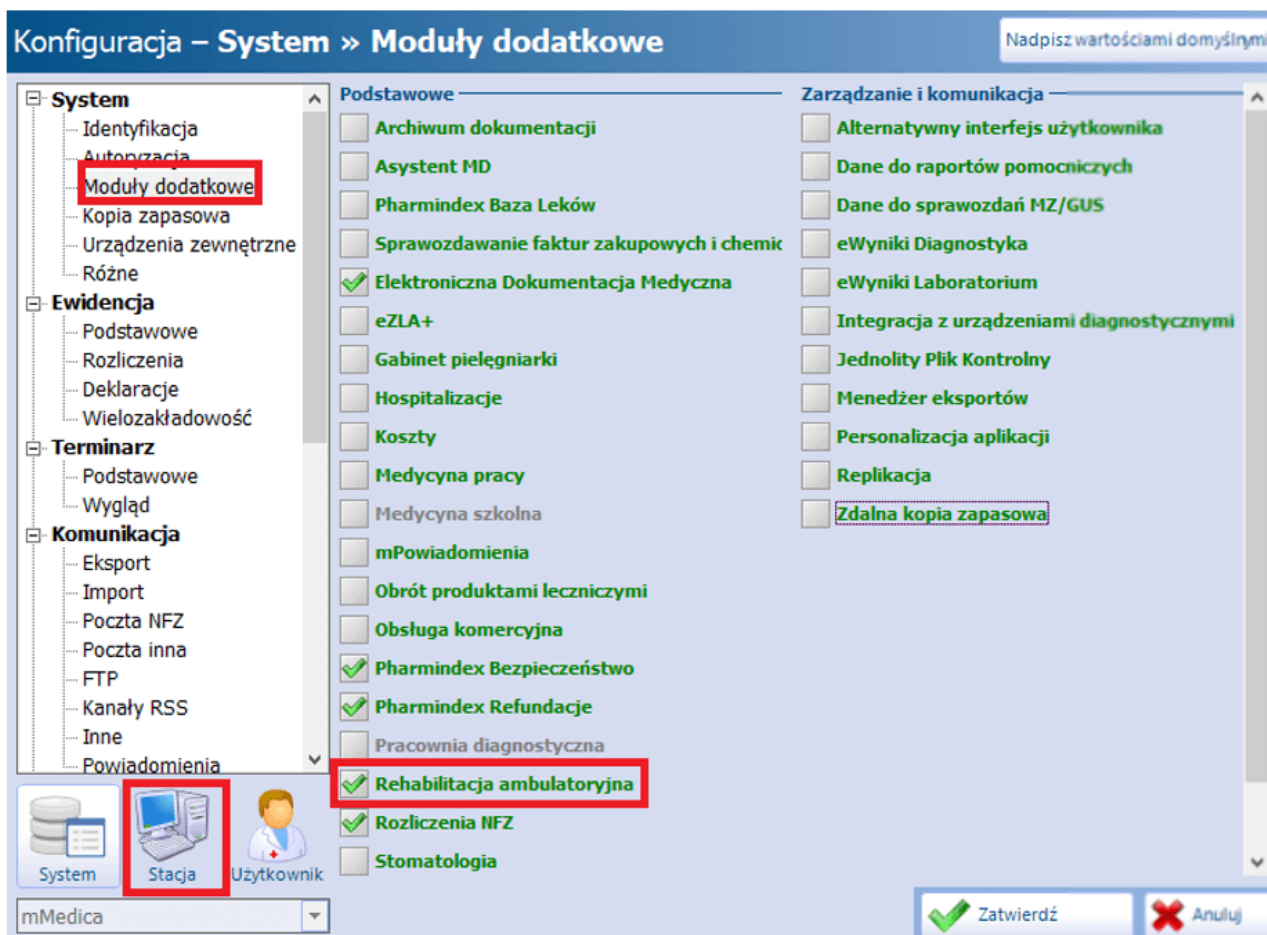 Konfiguracja – System » Moduły dodatkowe
Nadpisz wartościami domyślnymi
System
Identyfikacja
Autoryzacja
Moduły dodatkowe
Kopia zapasowa
Urządzenia zewnętrzne
Różne
Ewidencja
Podstawowe
Rozliczenia
Deklaracje
Wielozakładowość
Terminarz
Podstawowe
Wygląd
Komunikacja
Eksport
Import
Poczta NFZ
Poczta inna
FTP
Kanały RSS
Inne
Powiadomienia
System
Stacja
Użytkownik
mMedica
Podstawowe
Archiwum dokumentacji
Asystent MD
Pharmindex Baza Leków
Sprawozdawanie faktur zakupowych i chemic
Elektroniczna Dokumentacja Medyczna
eZLA+
Gabinet pielęgniarki
Hospitalizacje
Koszty
Medycyna pracy
Medycyna szkolna
mPowiadomienia
Obrót produktami leczniczymi
Obsługa komercyjna
Pharmindex Bezpieczeństwo
Pharmindex Refundacje
Pracownia diagnostyczna
Rehabilitacja ambulatoryjna
Rozliczenia NFZ
Stomatologia
Zarządzanie i komunikacja
Alternatywny interfejs użytkownika
Dane do raportów pomocniczych
Dane do sprawozdań MZ/GUS
eWyniki Diagnostyka
eWyniki Laboratorium
Integracja z urządzeniami diagnostycznymi
Jednolity Plik Kontrolny
Menedżer eksportów
Personalizacja aplikacji
Replikacja
Zdalna kopia zapasowa
Zatwierdź
Anuluj